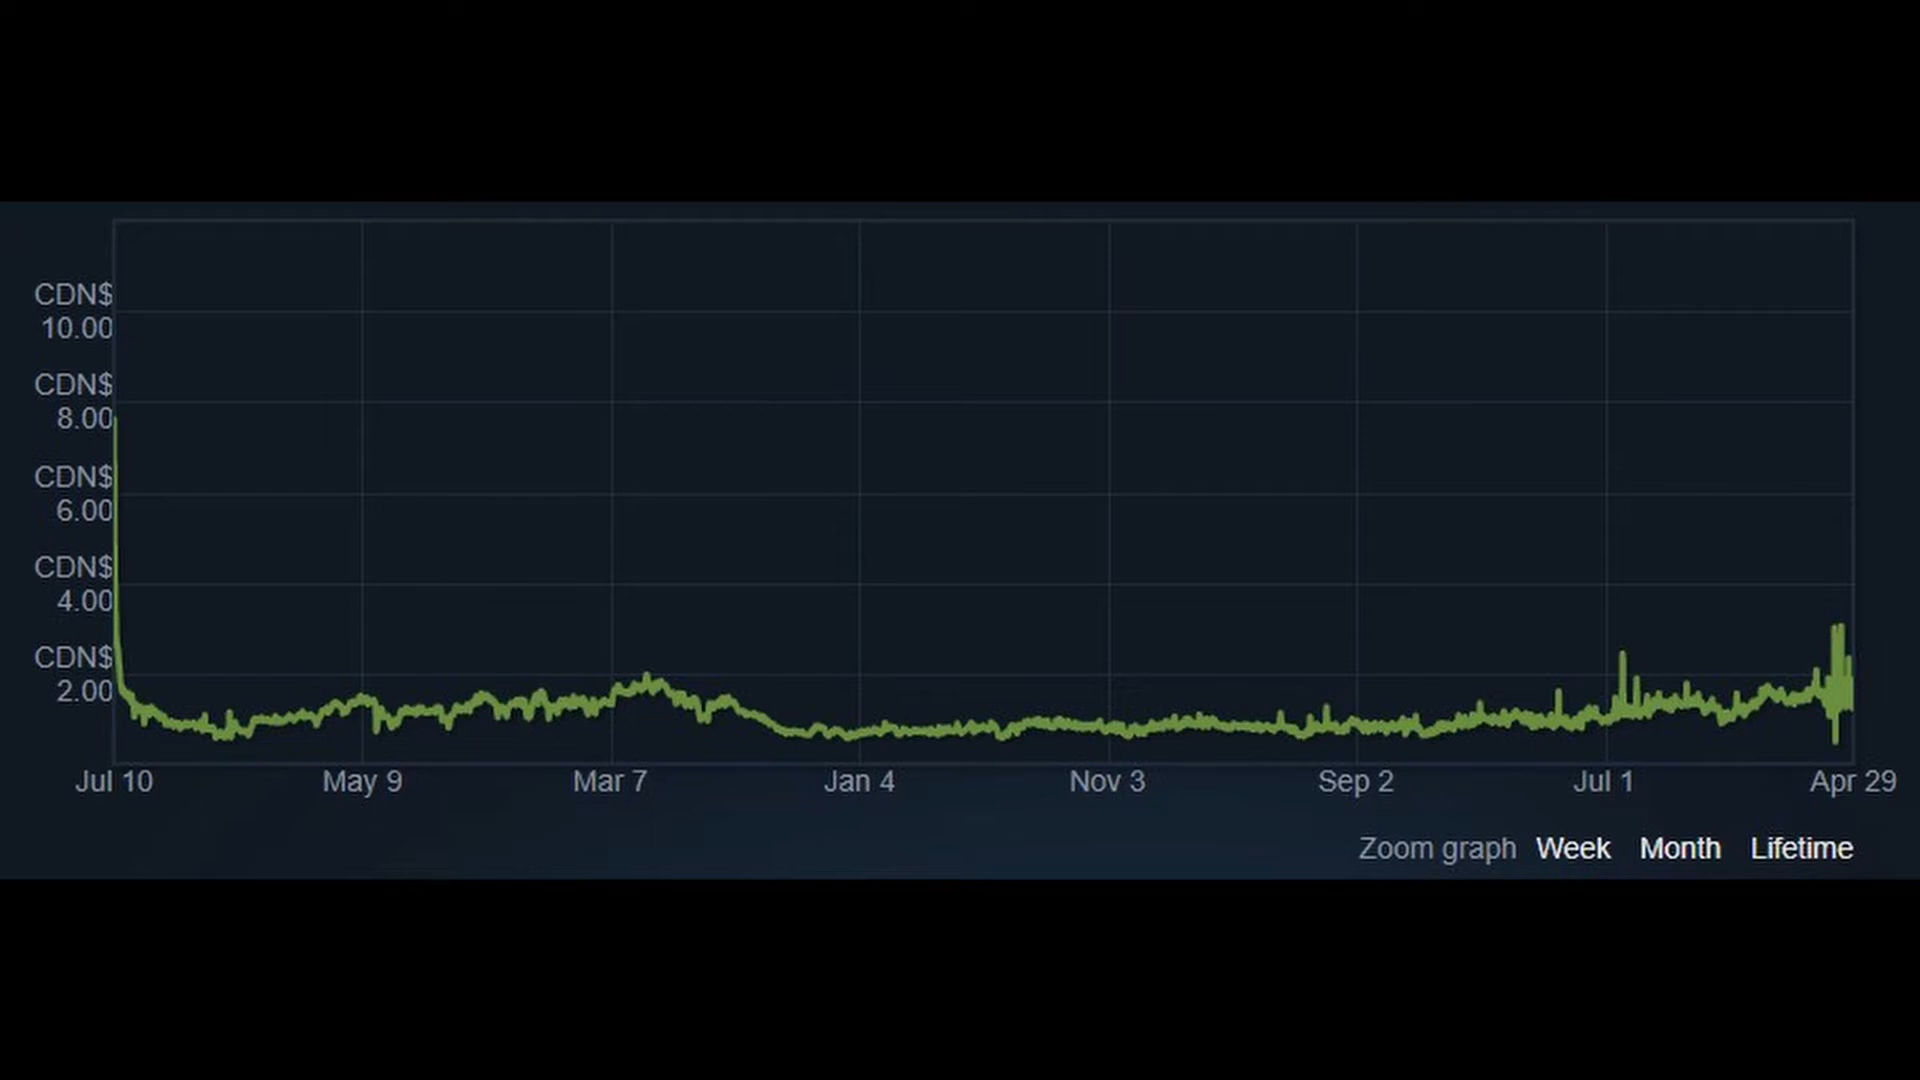 CDN$
10.00
CDN$
8.00
CDN$
6.00
CDN$
4.00
CDN$
2.00
Jul 10 May 9 Mar 7 Jan 4 Nov 3 Sep 2 Jul 1 Apr 29
Zoom graph Week Month Lifetime